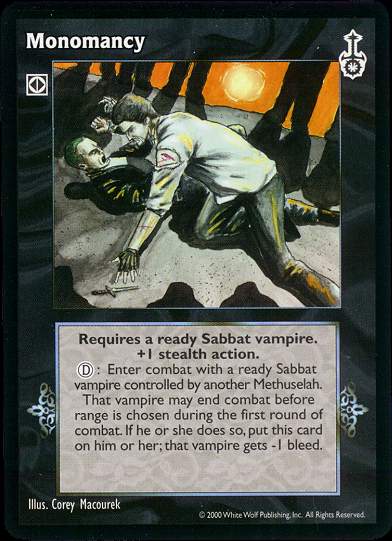 Monomancy
Requires a ready Sabbat vampire.
+1 stealth action.
Ⓓ: Enter combat with a ready Sabbat
vampire controlled by another Methuselah.
That vampire may end combat before
range is chosen during the first round of
combat. If he or she does so, put this card
on him or her; that vampire gets -1 bleed.
Illus. Corey Macourek
© 2000 White Wolf Publishing, Inc. All Rights Reserved.